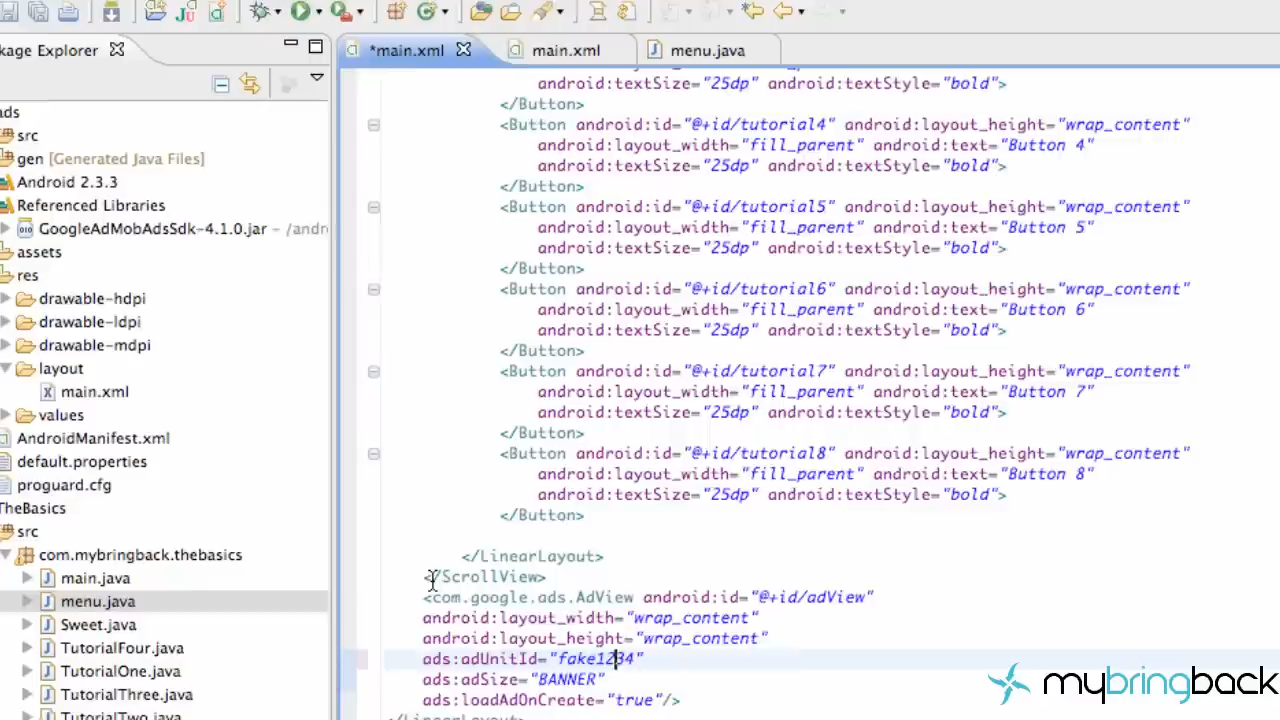 kage Explorer
*main.xml
main.xml
menu.java
ads
src
gen [Generated Java Files]
Android 2.3.3
Referenced Libraries
GoogleAdMobAdsSdk-4.1.0.jar - /andr
assets
res
drawable-hdpi
drawable-ldpi
drawable-mdpi
layout
main.xml
values
AndroidManifest.xml
default.properties
proguard.cfg
TheBasics
src
com.mybringback.thebasics
main.java
menu.java
Sweet.java
TutorialFour.java
TutorialOne.java
TutorialThree.java
TutorialTwo.java
android:textSize="25dp" android:textStyle="bold">
</Button>
<Button android:id="@+id/tutorial4" android:layout_height="wrap_content"
android:layout_width="fill_parent" android:text="Button 4"
android:textSize="25dp" android:textStyle="bold">
</Button>
<Button android:id="@+id/tutorial5" android:layout_height="wrap_content"
android:layout_width="fill_parent" android:text="Button 5"
android:textSize="25dp" android:textStyle="bold">
</Button>
<Button android:id="@+id/tutorial6" android:layout_height="wrap_content"
android:layout_width="fill_parent" android:text="Button 6"
android:textSize="25dp" android:textStyle="bold">
</Button>
<Button android:id="@+id/tutorial7" android:layout_height="wrap_content"
android:layout_width="fill_parent" android:text="Button 7"
android:textSize="25dp" android:textStyle="bold">
</Button>
<Button android:id="@+id/tutorial8" android:layout_height="wrap_content"
android:layout_width="fill_parent" android:text="Button 8"
android:textSize="25dp" android:textStyle="bold">
</Button>
</LinearLayout>
</ScrollView>
<com.google.ads.AdView android:id="@+id/adView"
android:layout_width="wrap_content"
android:layout_height="wrap_content"
ads:adUnitId="fake1234"
ads:adSize="BANNER"
ads:loadAdOnCreate="true"/>
</LinearLayout>
mybringback